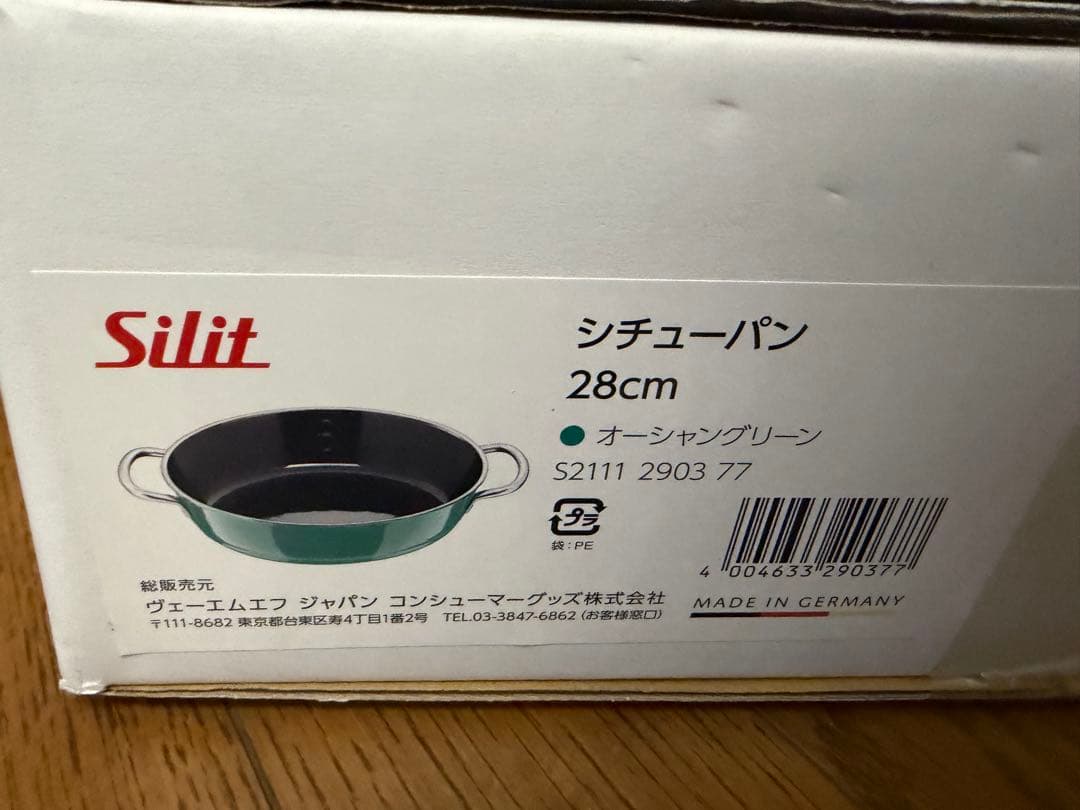 Silit
シチューパン
28cm
オーシャングリーン
S2111 2903 77
プラ
袋:PE
4 004633 290377
MADE IN GERMANY
総販売元
ヴェーエムエフ ジャパン コンシューマーグッズ株式会社
〒111-8682 東京都台東区寿4丁目1番2号 TEL.03-3847-6862 (お客様窓口)